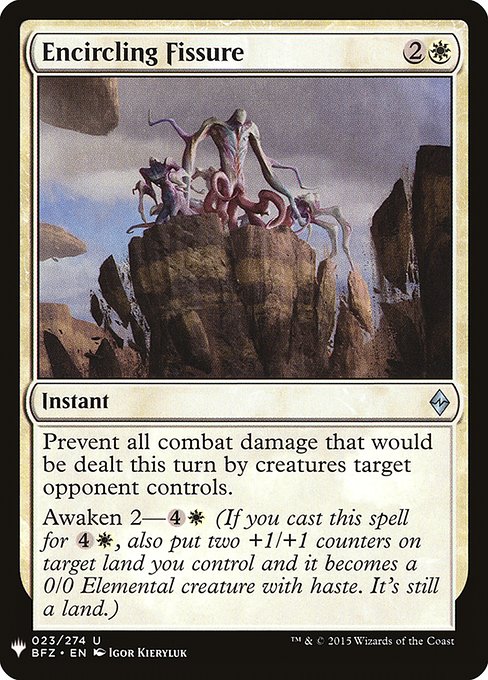 Encircling Fissure 2
Instant
Prevent all combat damage that would
be dealt this turn by creatures target
opponent controls.
Awaken 2—4 (If you cast this spell
for 4, also put two +1/+1 counters on
target land you control and it becomes a
0/0 Elemental creature with haste. It's still
a land.)
023/274 U
BFZ • EN Igor Kieryluk
™ & © 2015 Wizards of the Coast